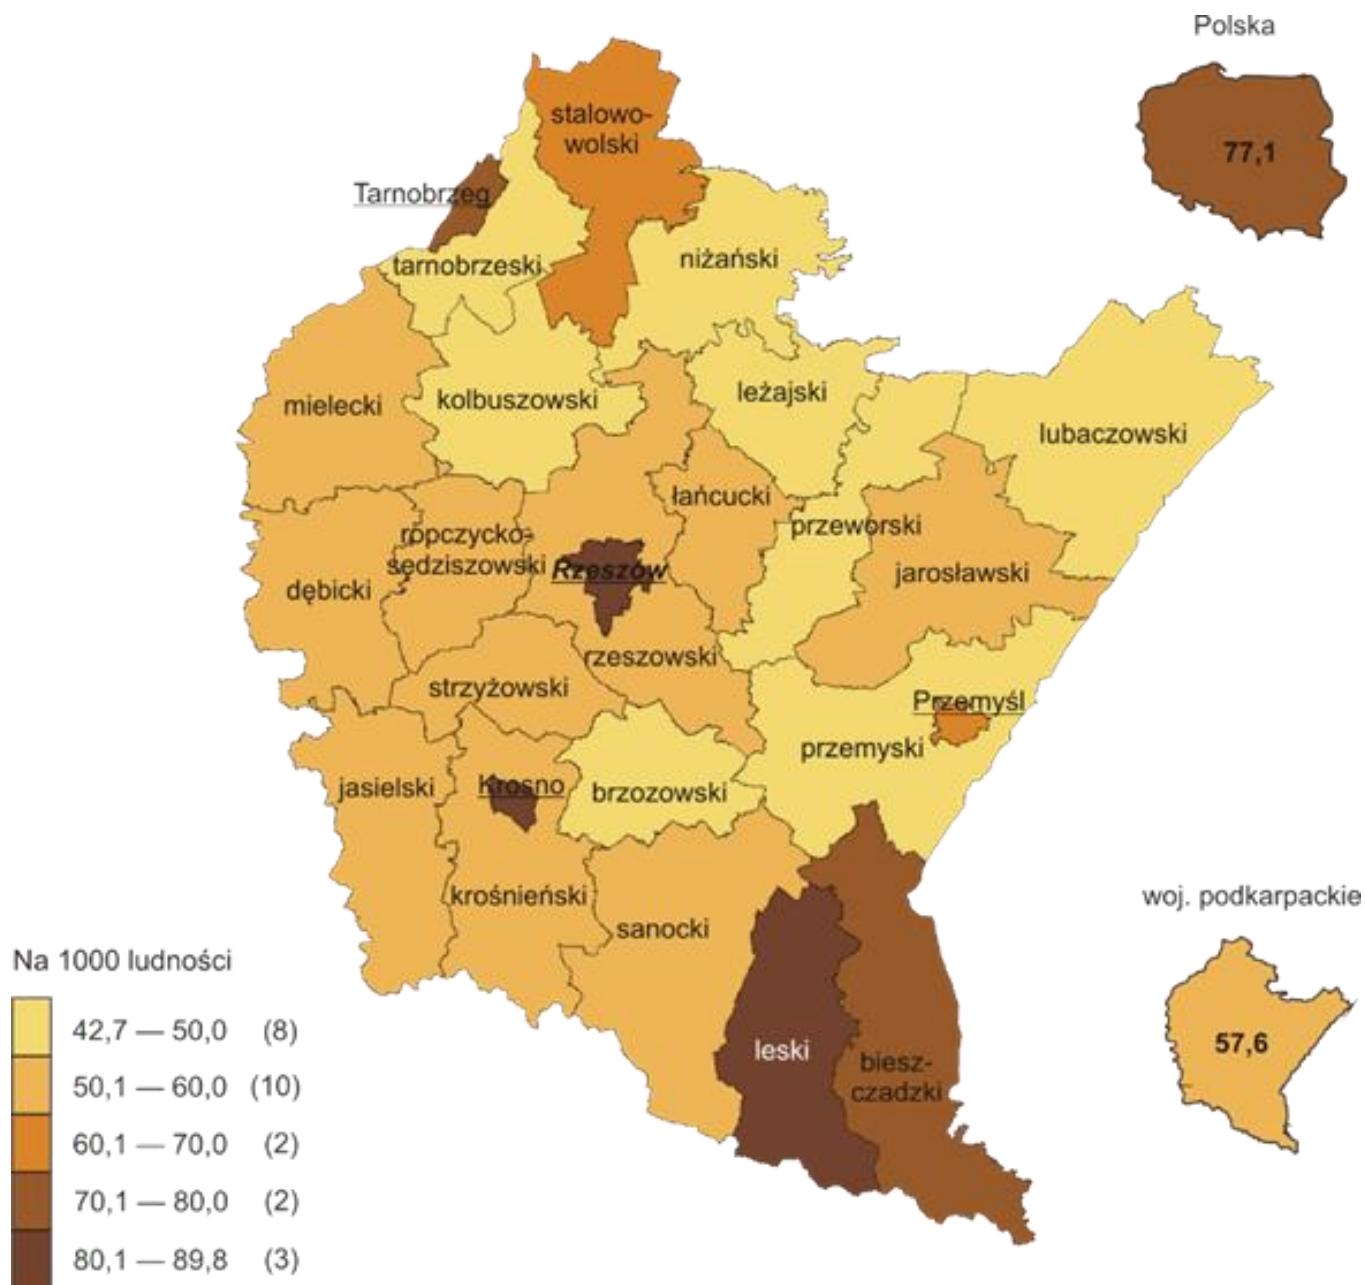 Polska
77,1
stalowo-
wolski
Tarnobrzeg
tarnobrzeski
niżański
mielecki
kolbuszowski
leżajski
lubaczowski
łańcucki
przeworski
ropczycko-
sędziszowski
Rzeszów
jarosławski
dębicki
rzeszowski
strzyżowski
Przemyśl
przemyski
jasielski
Krosno
brzozowski
krośnieński
sanocki
leski
biesz-
czadzki
woj. podkarpackie
57,6
Na 1000 ludności
42,7 — 50,0 (8)
50,1 — 60,0 (10)
60,1 — 70,0 (2)
70,1 — 80,0 (2)
80,1 — 89,8 (3)